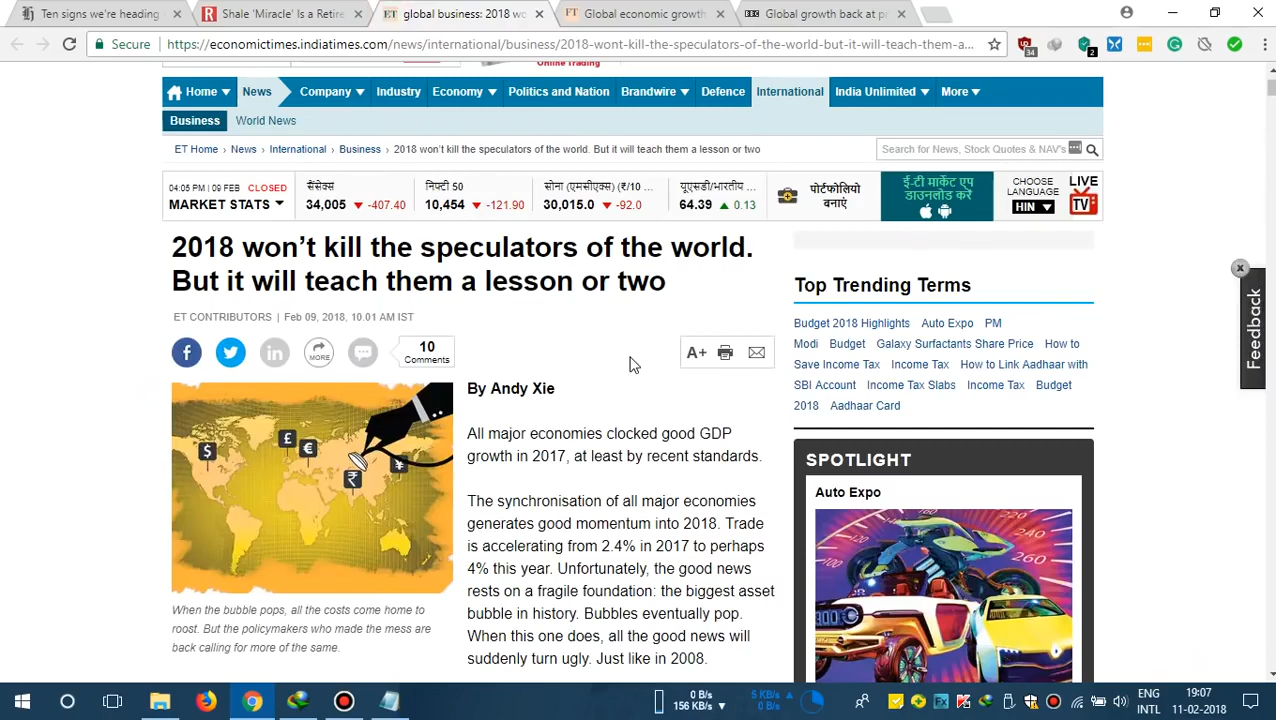 Ten signs we're heading
Shale 'Miracle' Is a Retire
global business: 2018 wo
FT Global economic growth
Global growth back at p
Secure https://economictimes.indiatimes.com/news/international/business/2018-wont-kill-the-speculators-of-the-world-but-it-will-teach-them-a...
34
2
Online Trading
Home News Company Industry Economy Politics and Nation Brandwire Defence International India Unlimited More
Business World News
ET Home › News › International › Business › 2018 won't kill the speculators of the world. But it will teach them a lesson or two
Search for News, Stock Quotes & NAV's
04:05 PM | 09 FEB CLOSED
MARKET STATS
सेंसेक्स
34,005 -407.40
निफ्टी 50
10,454 -121.90
सोना (एमसीएक्स) (₹/10 ...
30,015.0 -92.0
यूएसडी/भारतीय ...
64.39 0.13
पोर्टफोलियो
बनाएं
ई-टी मार्केट एप
डाउनलोड करें
CHOOSE
LANGUAGE
HIN
LIVE
TV
2018 won't kill the speculators of the world.
But it will teach them a lesson or two
ET CONTRIBUTORS | Feb 09, 2018, 10.01 AM IST
MORE
10
Comments
A+
$ £ € ₹ ¥
When the bubble pops, all the costs come home to
roost. But the policymakers who made the mess are
back calling for more of the same.
By Andy Xie
All major economies clocked good GDP
growth in 2017, at least by recent standards.
The synchronisation of all major economies
generates good momentum into 2018. Trade
is accelerating from 2.4% in 2017 to perhaps
4% this year. Unfortunately, the good news
rests on a fragile foundation: the biggest asset
bubble in history. Bubbles eventually pop.
When this one does, all the good news will
suddenly turn ugly. Just like in 2008.
Top Trending Terms
Budget 2018 Highlights Auto Expo PM
Modi Budget Galaxy Surfactants Share Price How to
Save Income Tax Income Tax How to Link Aadhaar with
SBI Account Income Tax Slabs Income Tax Budget
2018 Aadhaar Card
SPOTLIGHT
Auto Expo
Feedback
0 B/s
156 KB/s
5 KB/s
0 B/s
ENG
INTL
19:07
11-02-2018